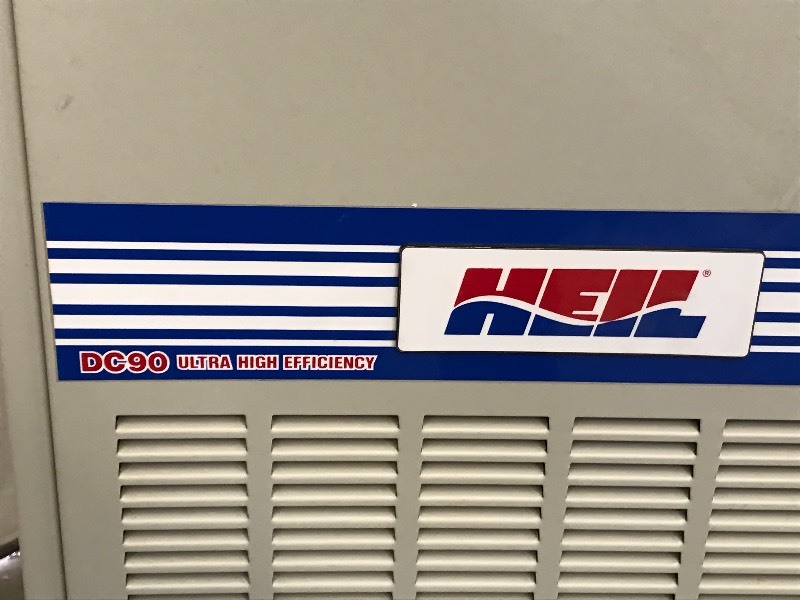 HEIL®
DC90 ULTRA HIGH EFFICIENCY